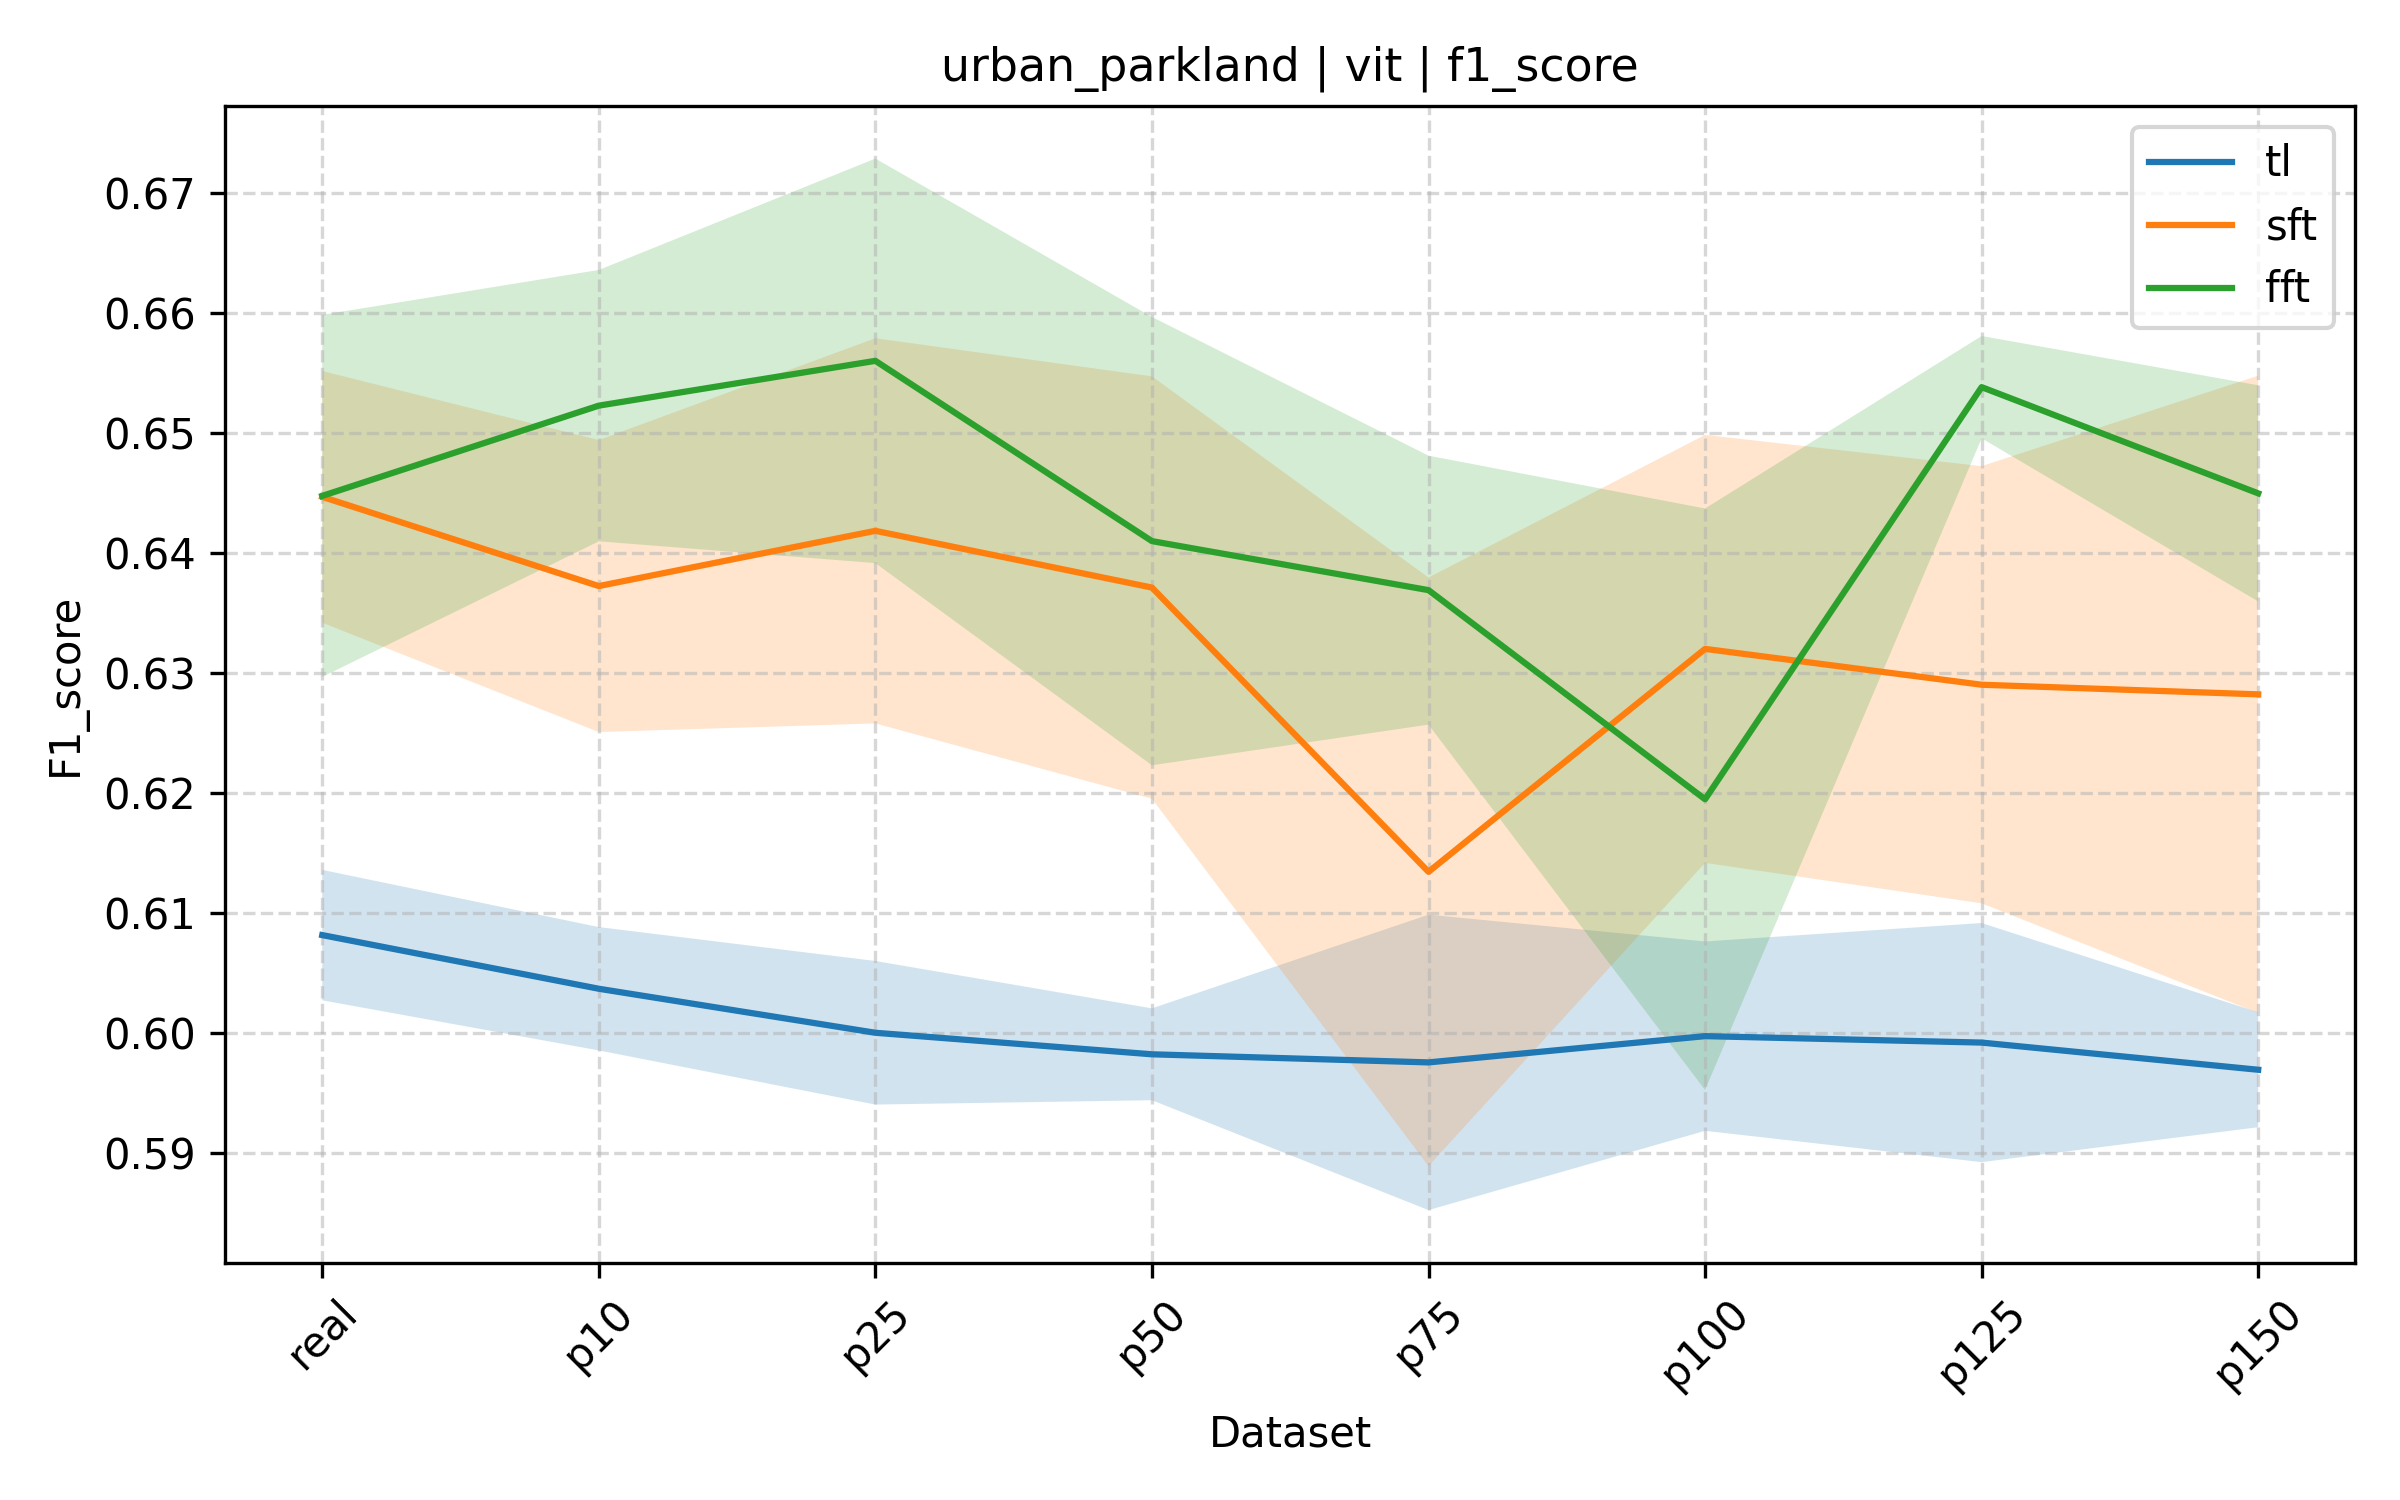 urban_parkland | vit | f1_score
tl
sft
fft
0.67
0.66
0.65
0.64
0.63
0.62
0.61
0.60
0.59
F1_score
real
p10
p25
p50
p75
p100
p125
p150
Dataset